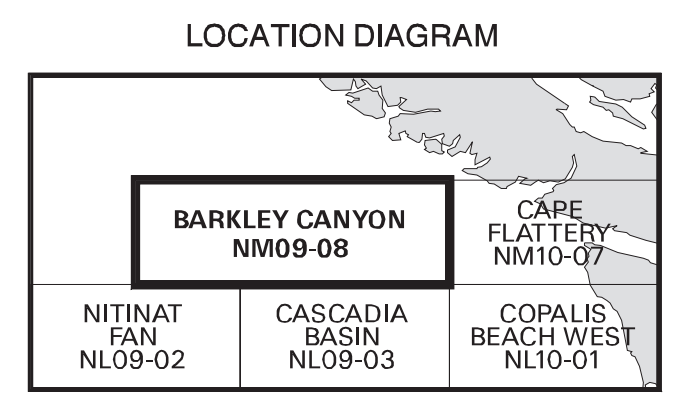 LOCATION DIAGRAM
BARKLEY CANYON
NM09-08
CAPE
FLATTERY
NM10-07
NITINAT
FAN
NL09-02
CASCADIA
BASIN
NL09-03
COPALIS
BEACH WEST
NL10-01